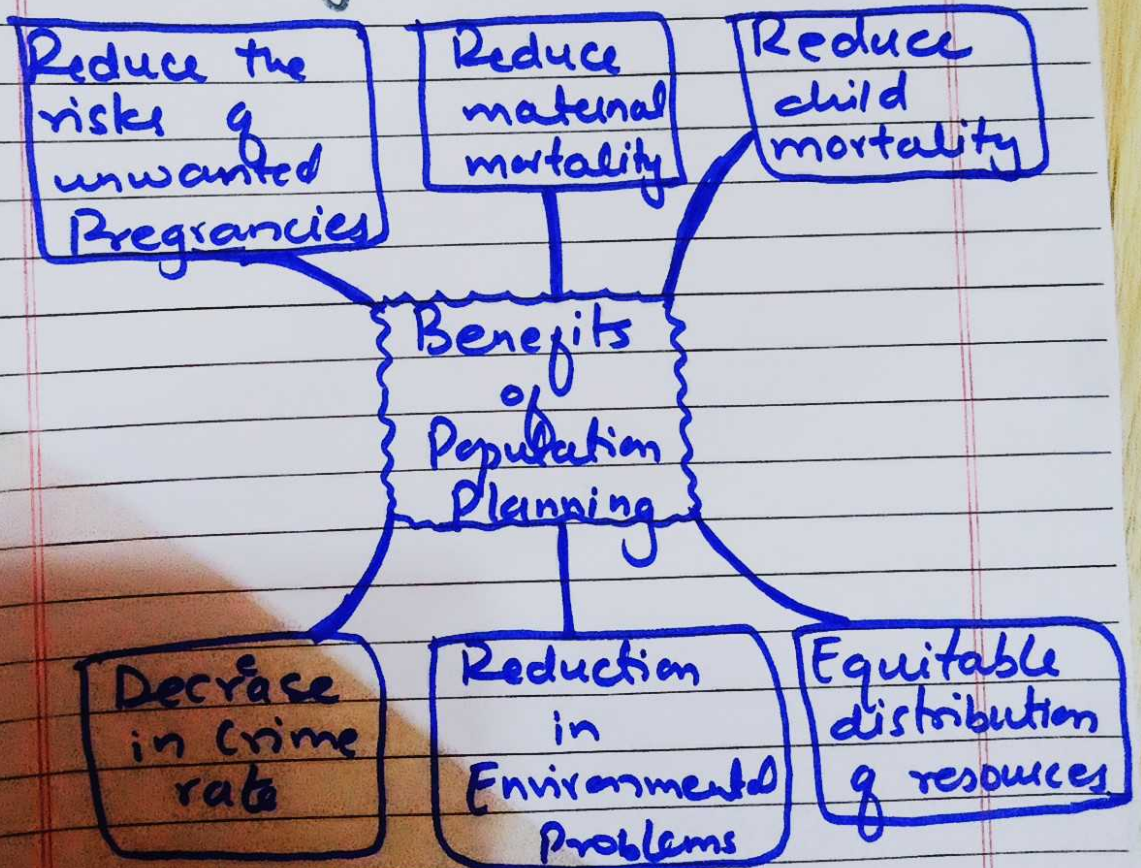 Reduce the
risks of
unwanted
Pregnancies
Reduce
maternal
mortality
Reduce
child
mortality
Benefits
of
Population
Planning
Decrease
in Crime
rate
Reduction
in
Environmental
Problems
Equitable
distribution
of resources